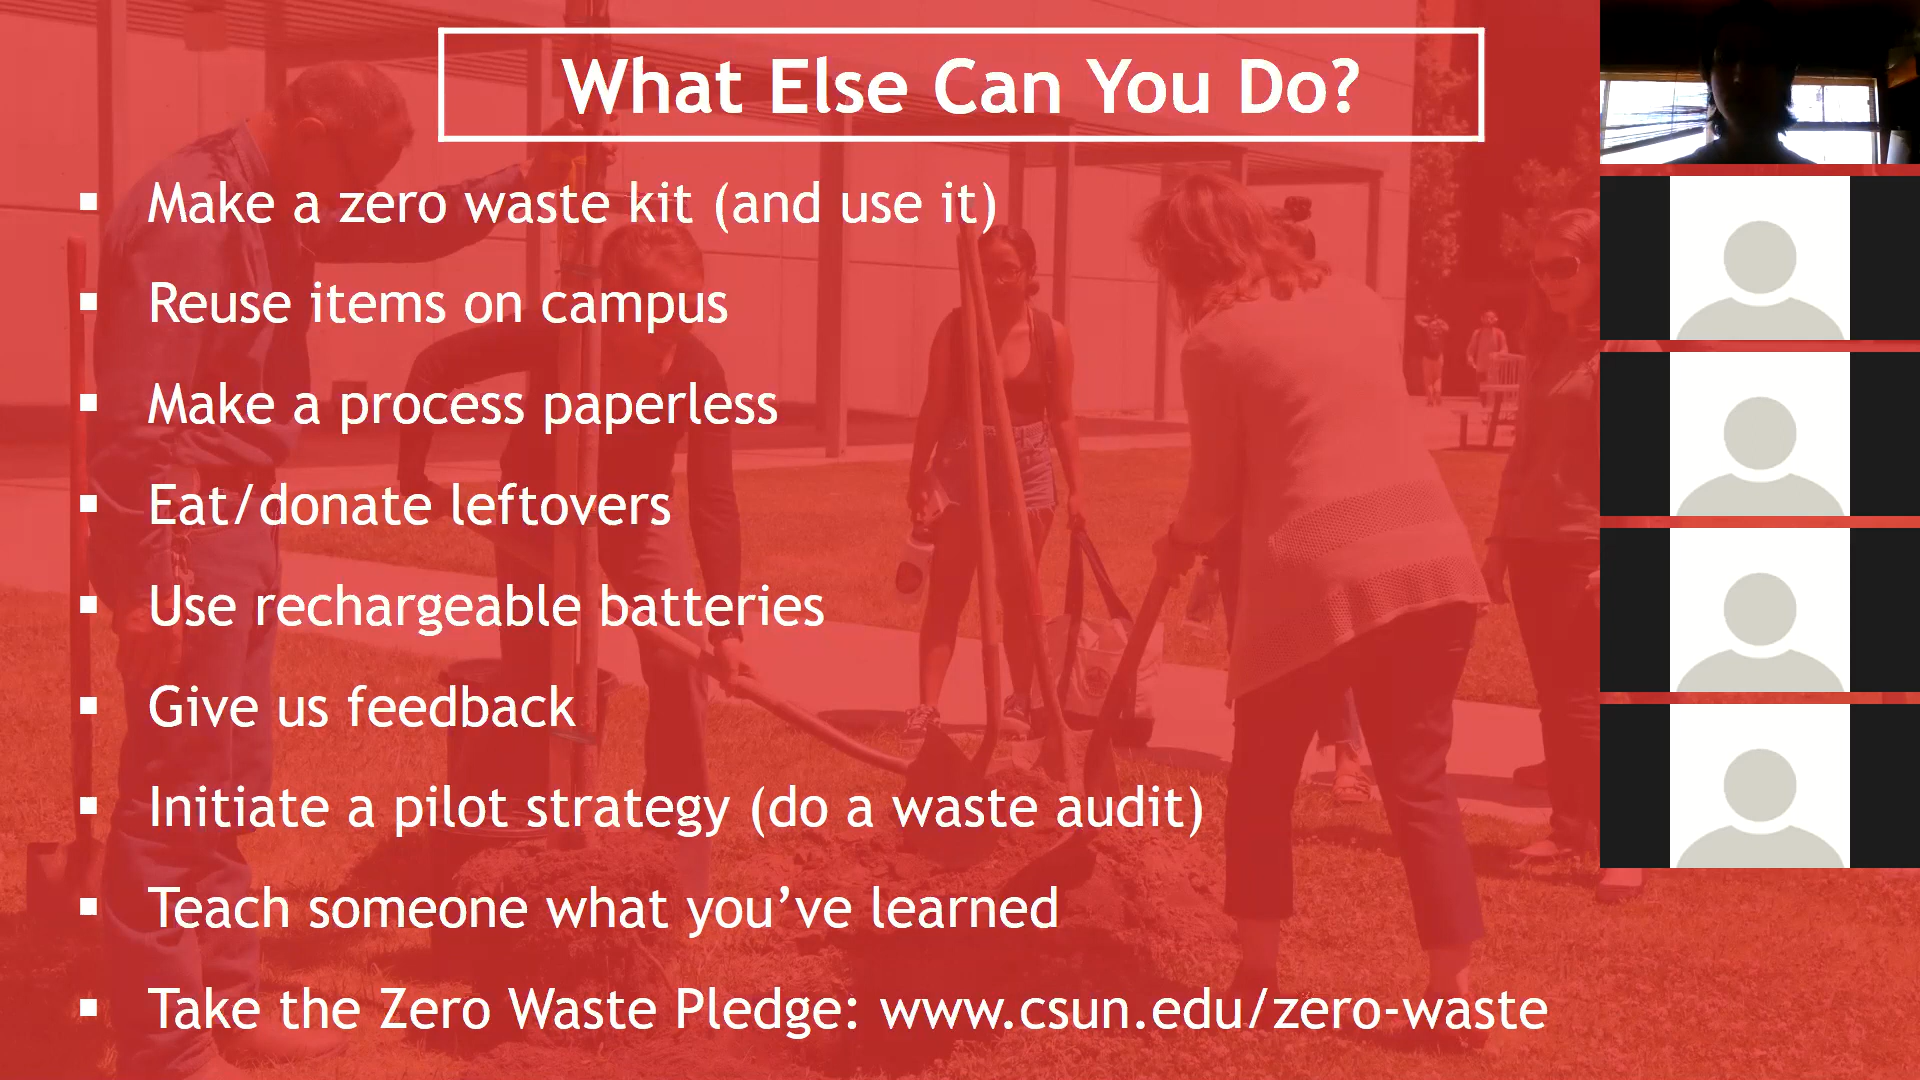 What Else Can You Do?
▪ Make a zero waste kit (and use it)
▪ Reuse items on campus
▪ Make a process paperless
▪ Eat/donate leftovers
▪ Use rechargeable batteries
▪ Give us feedback
▪ Initiate a pilot strategy (do a waste audit)
▪ Teach someone what you’ve learned
▪ Take the Zero Waste Pledge: www.csun.edu/zero-waste